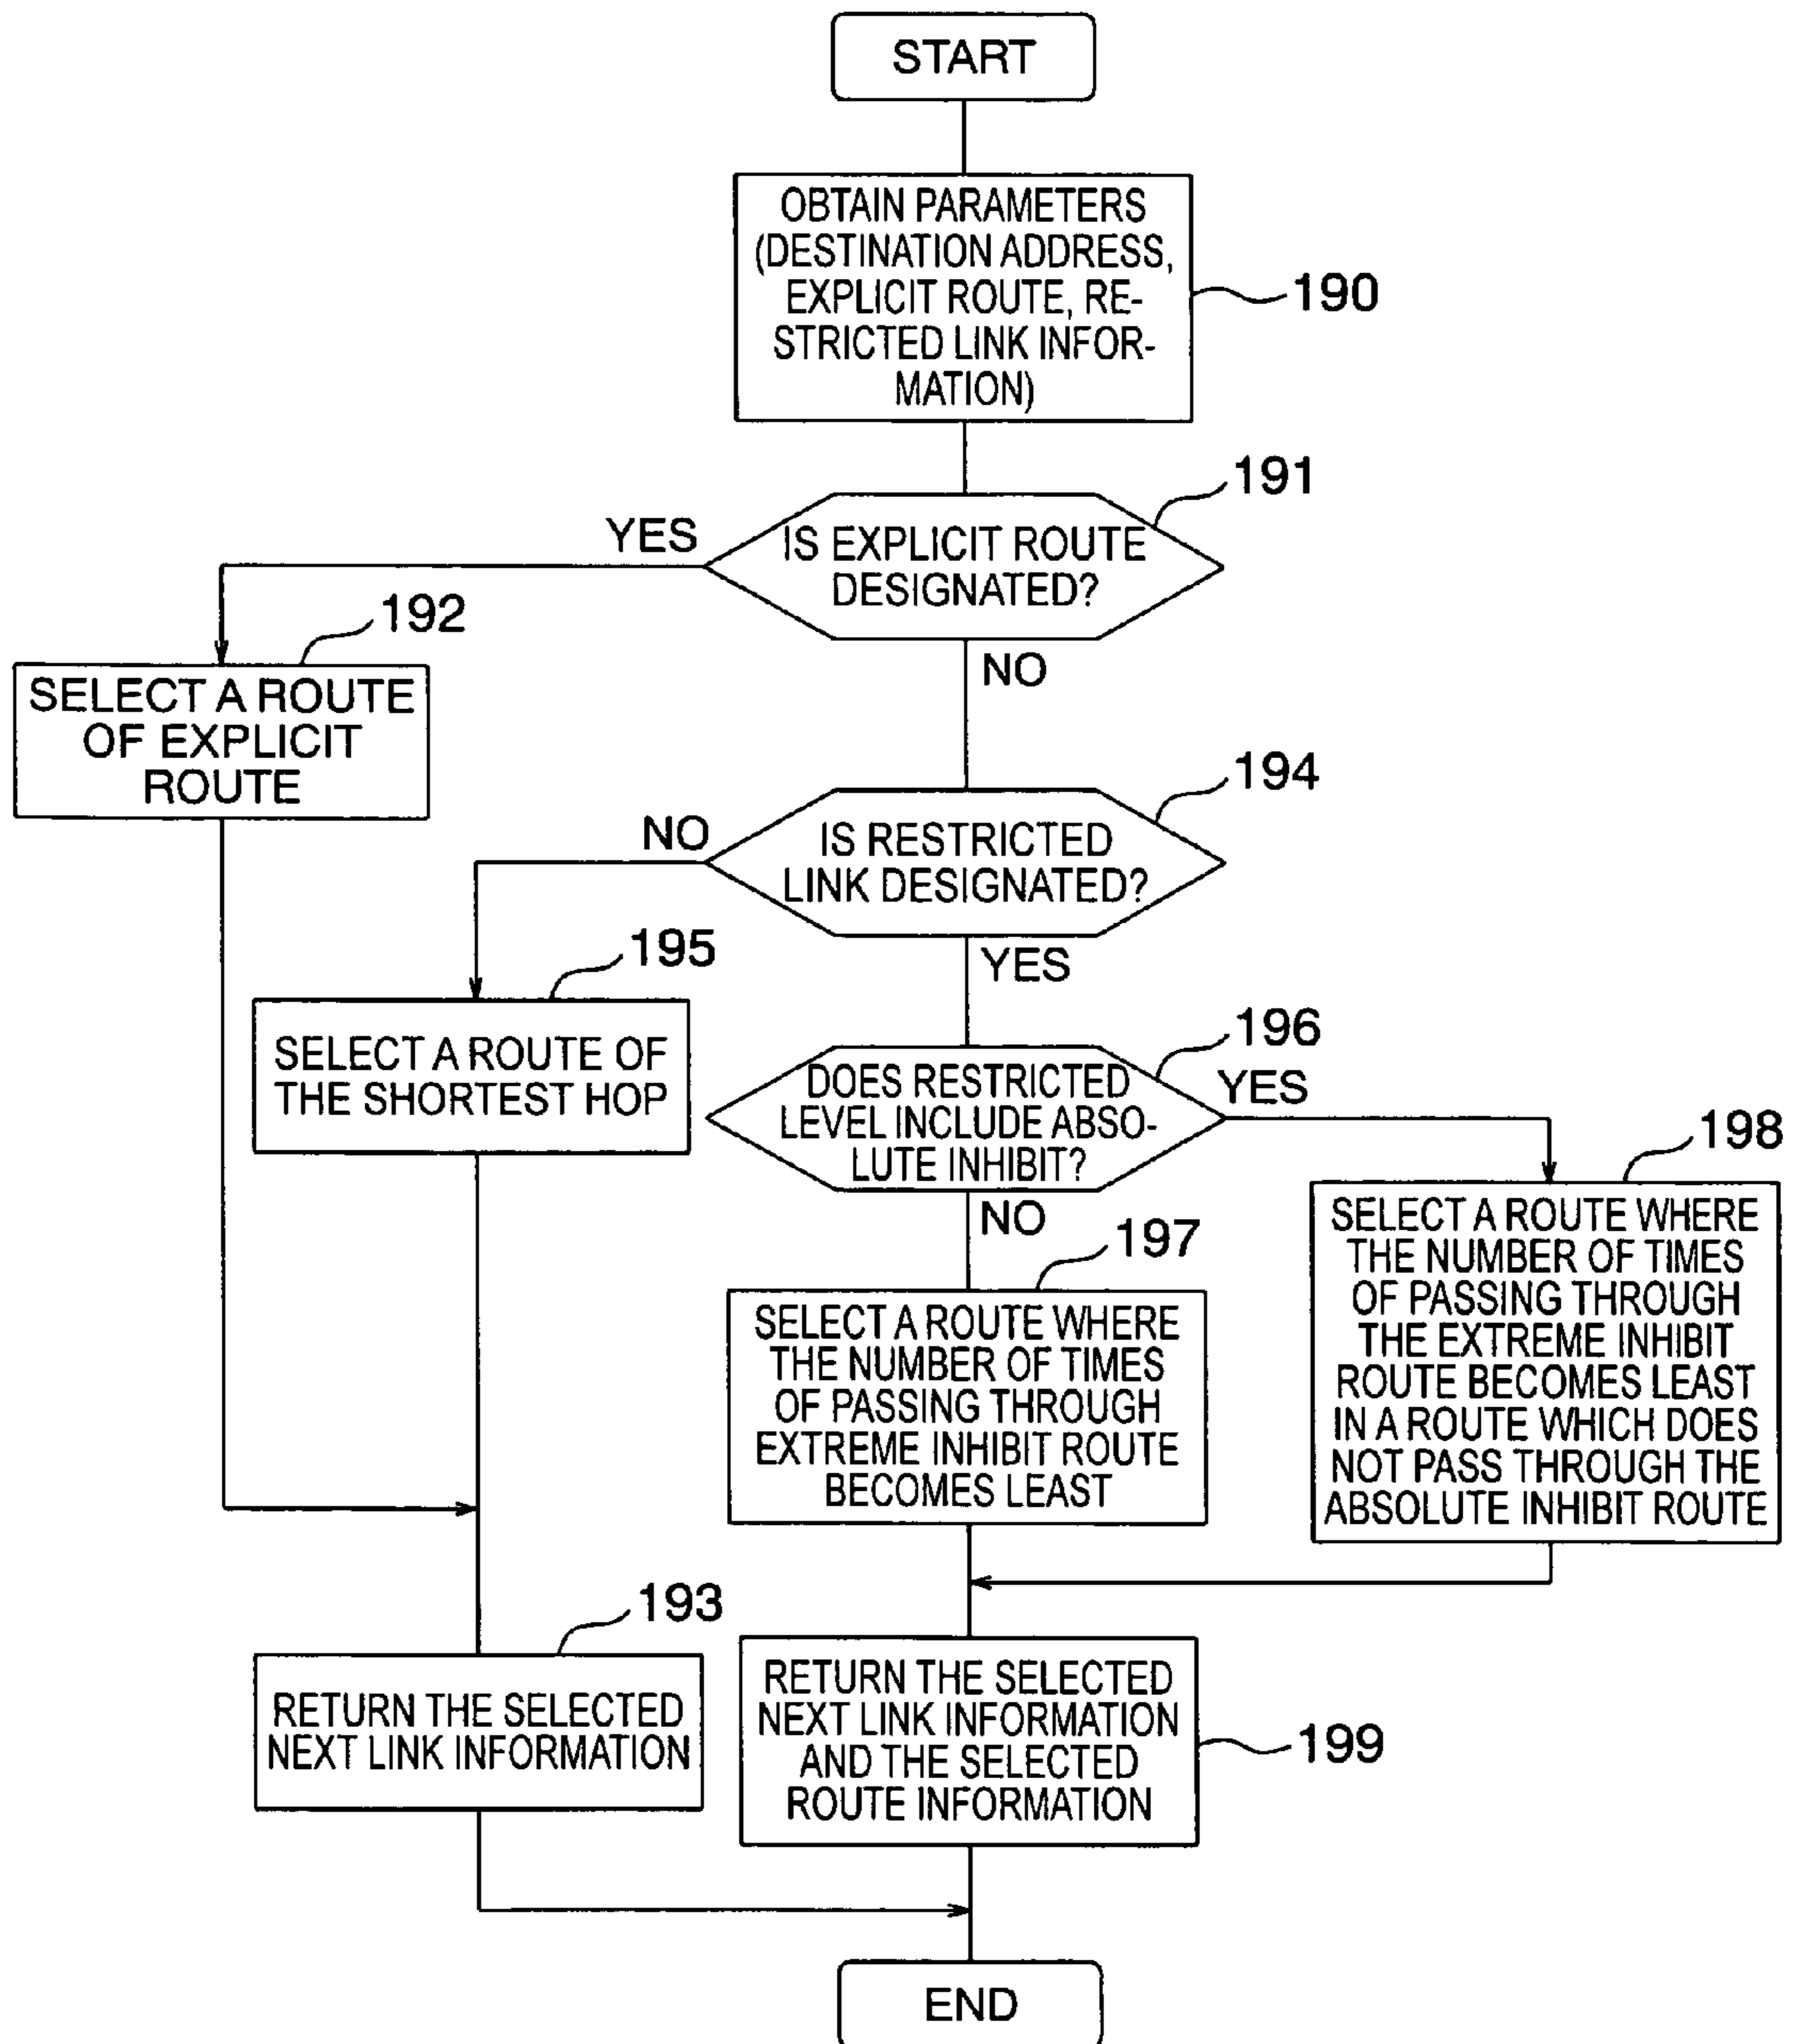 START
OBTAIN PARAMETERS
(DESTINATION ADDRESS,
EXPLICIT ROUTE, RE-
STRICTED LINK INFOR-
MATION)
190
191
IS EXPLICIT ROUTE
DESIGNATED?
YES
NO
192
SELECT A ROUTE
OF EXPLICIT
ROUTE
194
IS RESTRICTED
LINK DESIGNATED?
NO
YES
195
SELECT A ROUTE OF
THE SHORTEST HOP
196
DOES RESTRICTED
LEVEL INCLUDE ABSO-
LUTE INHIBIT?
YES
NO
197
SELECT A ROUTE WHERE
THE NUMBER OF TIMES
OF PASSING THROUGH
EXTREME INHIBIT ROUTE
BECOMES LEAST
198
SELECT A ROUTE WHERE
THE NUMBER OF TIMES
OF PASSING THROUGH
THE EXTREME INHIBIT
ROUTE BECOMES LEAST
IN A ROUTE WHICH DOES
NOT PASS THROUGH THE
ABSOLUTE INHIBIT ROUTE
193
RETURN THE SELECTED
NEXT LINK INFORMATION
RETURN THE SELECTED
NEXT LINK INFORMATION
AND THE SELECTED
ROUTE INFORMATION
199
END